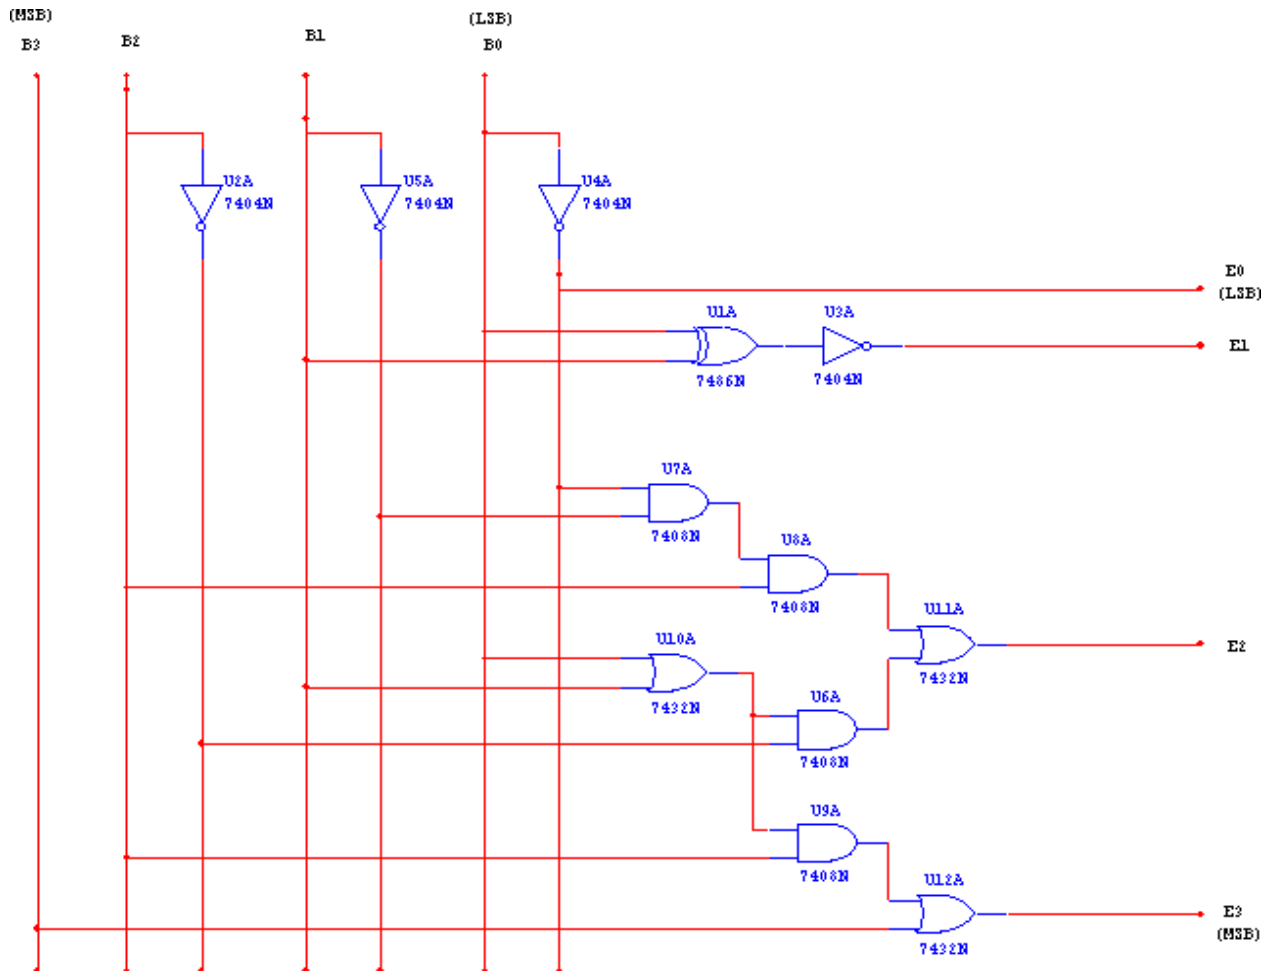 (MSB)
B3
B2
B1
(LSB)
B0
U2A
7404N
U5A
7404N
U4A
7404N
E0
(LSB)
U1A
7486N
U3A
7404N
E1
U7A
7408N
U8A
7408N
U11A
7432N
E2
U10A
7432N
U6A
7408N
U9A
7408N
U12A
7432N
E3
(MSB)